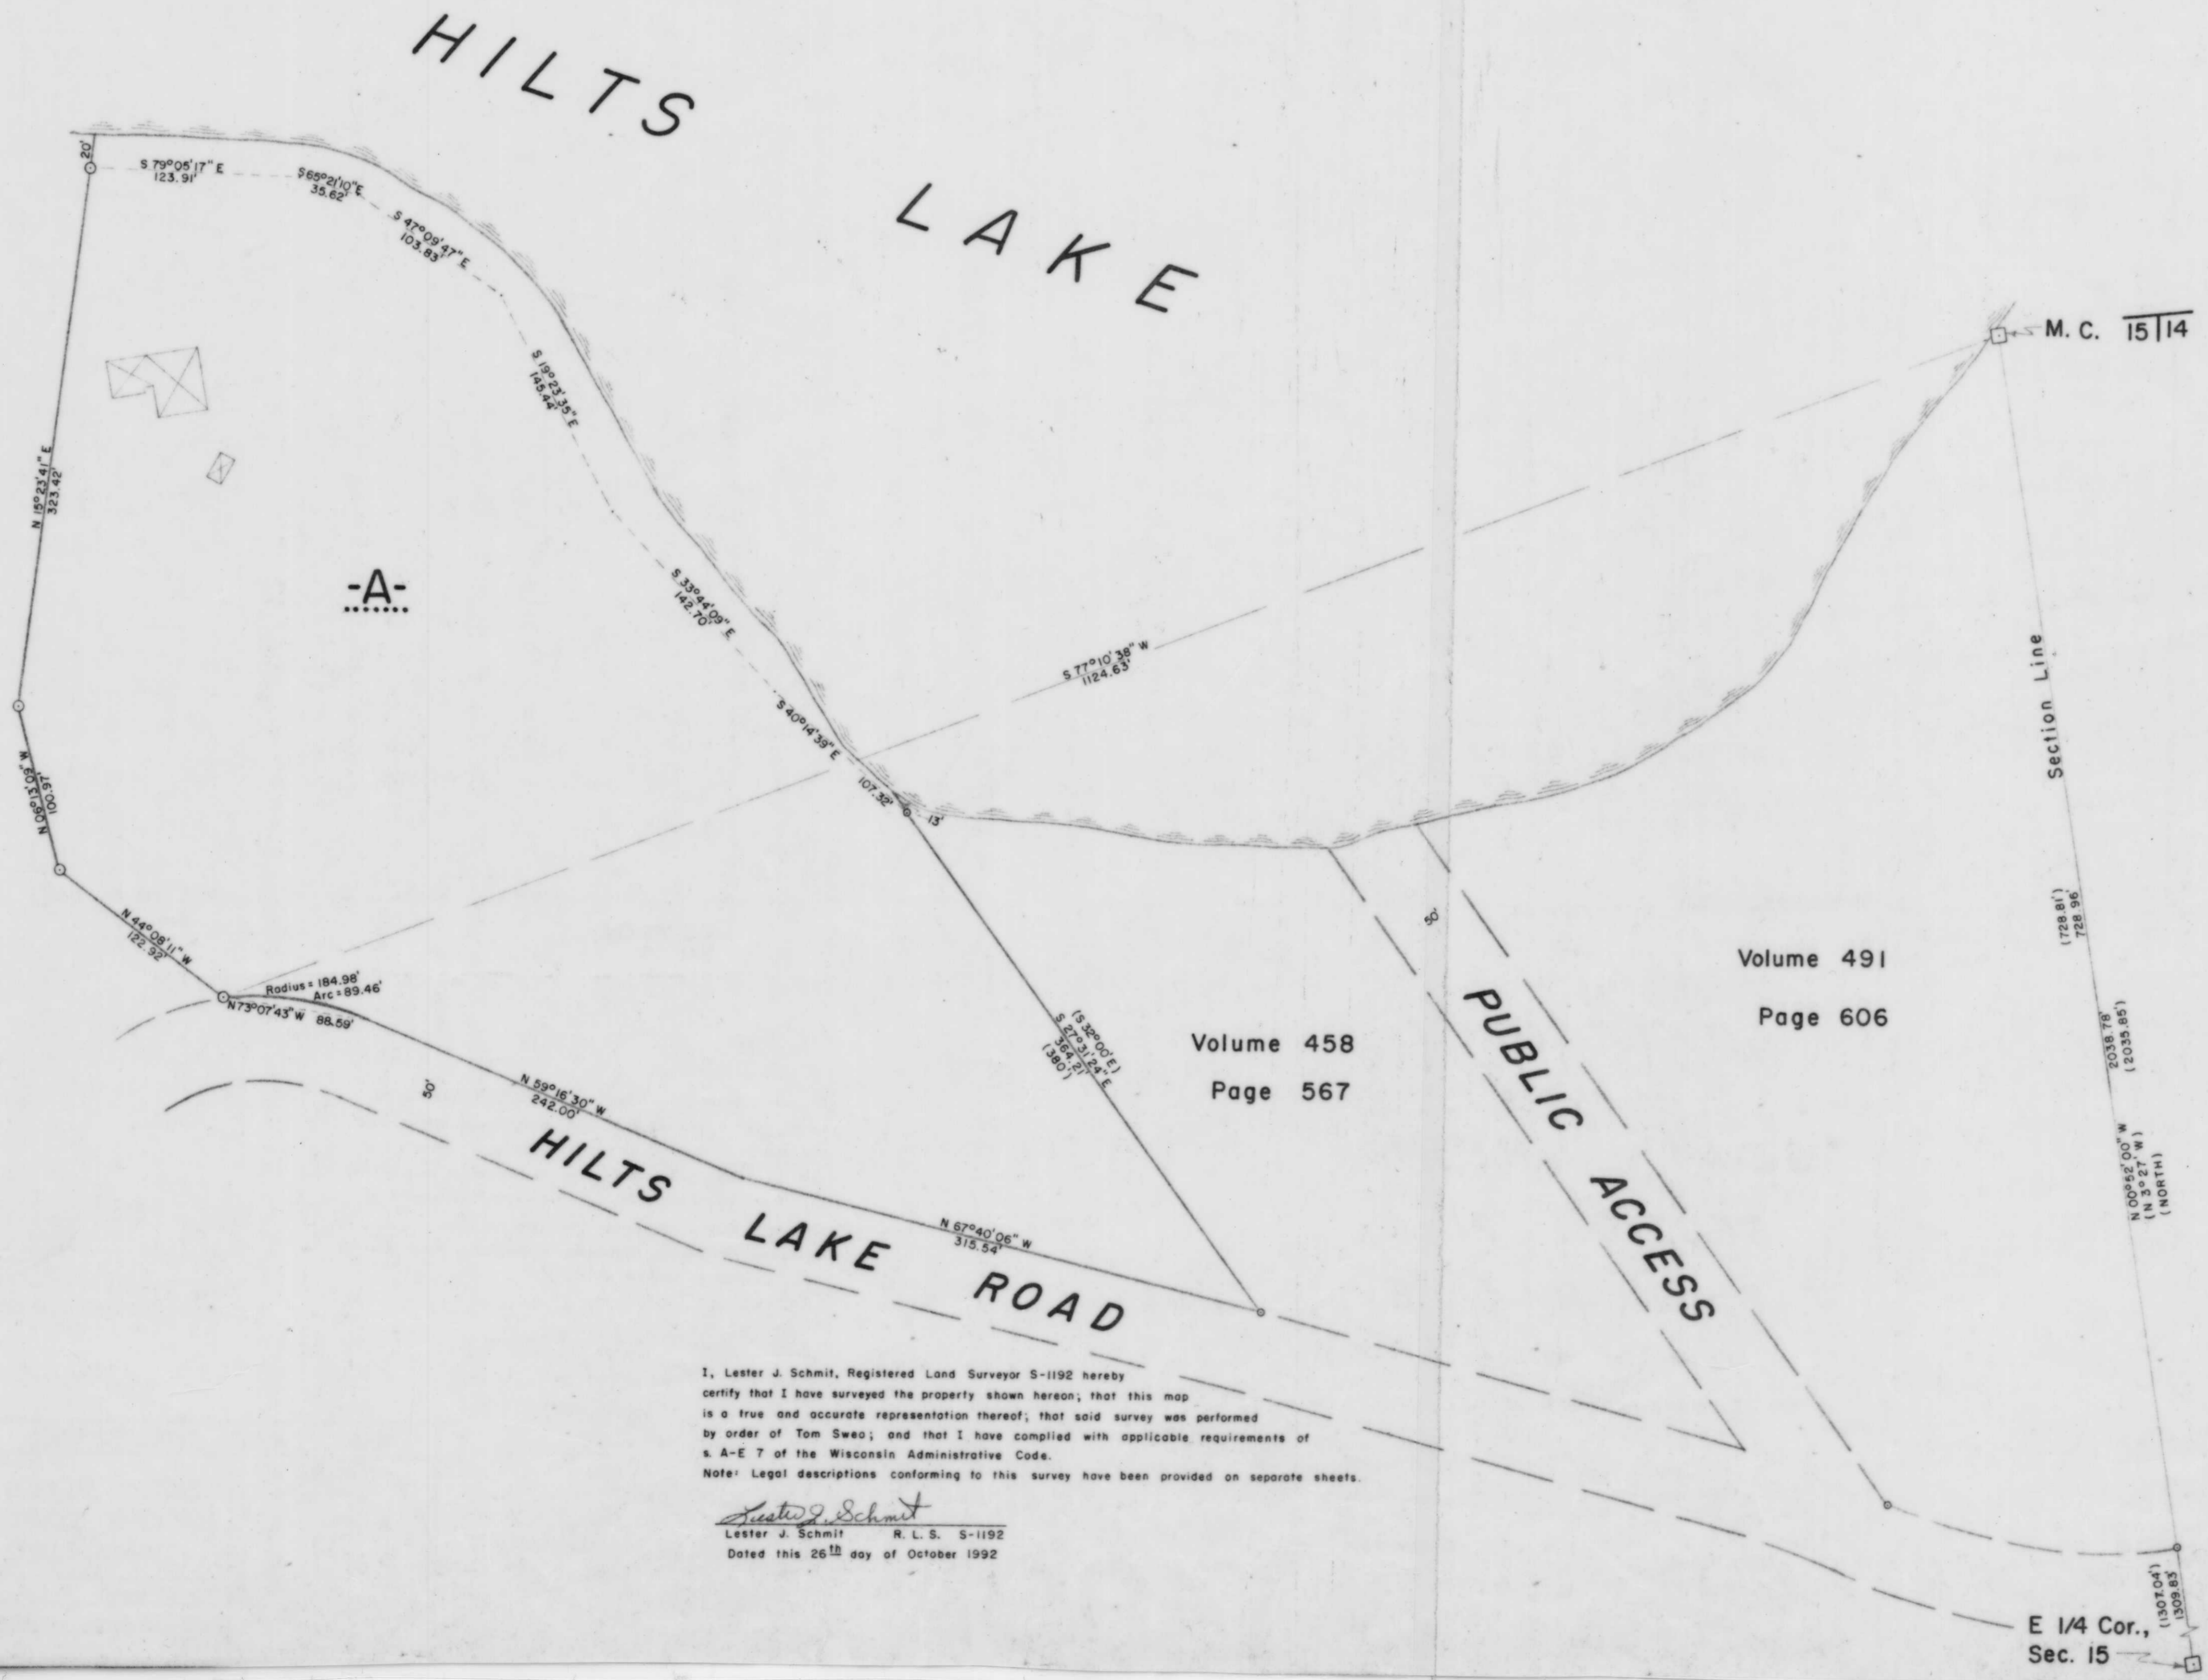 HILTS
LAKE
20'
S 79°05'17" E
123.91'
S 65°21'10" E
35.62'
S 47°09'47" E
103.83'
S 19°23'35" E
145.44'
N 15°23'41" E
323.42'
-A-
S 33°44'09" E
142.70'
S 40°14'39" E
107.32'
13'
S 77°10'38" W
1124.63'
M. C. 15|14
Section Line
(728.81')
728.96'
2038.78'
(2035.85')
N 00°52'00" W
(N 3°27' W)
(NORTH)
N 06°13'09" W
100.97'
N 44°08'11" W
122.92'
Radius = 184.98'
Arc = 89.46'
N73°07'43" W 88.59'
50'
N 59°16'30" W
242.00'
HILTS LAKE ROAD
N 67°40'06" W
315.54'
(S 32°00' E)
S 27°31'24" E
364.21'
(380')
Volume 458
Page 567
50'
PUBLIC ACCESS
Volume 491
Page 606
I, Lester J. Schmit, Registered Land Surveyor S-1192 hereby
certify that I have surveyed the property shown hereon; that this map
is a true and accurate representation thereof; that said survey was performed
by order of Tom Swea; and that I have complied with applicable requirements of
s. A-E 7 of the Wisconsin Administrative Code.
Note: Legal descriptions conforming to this survey have been provided on separate sheets.
Lester J. Schmit
Lester J. Schmit R. L. S. S-1192
Dated this 26th day of October 1992
(1307.04')
1309.83'
E 1/4 Cor.,
Sec. 15